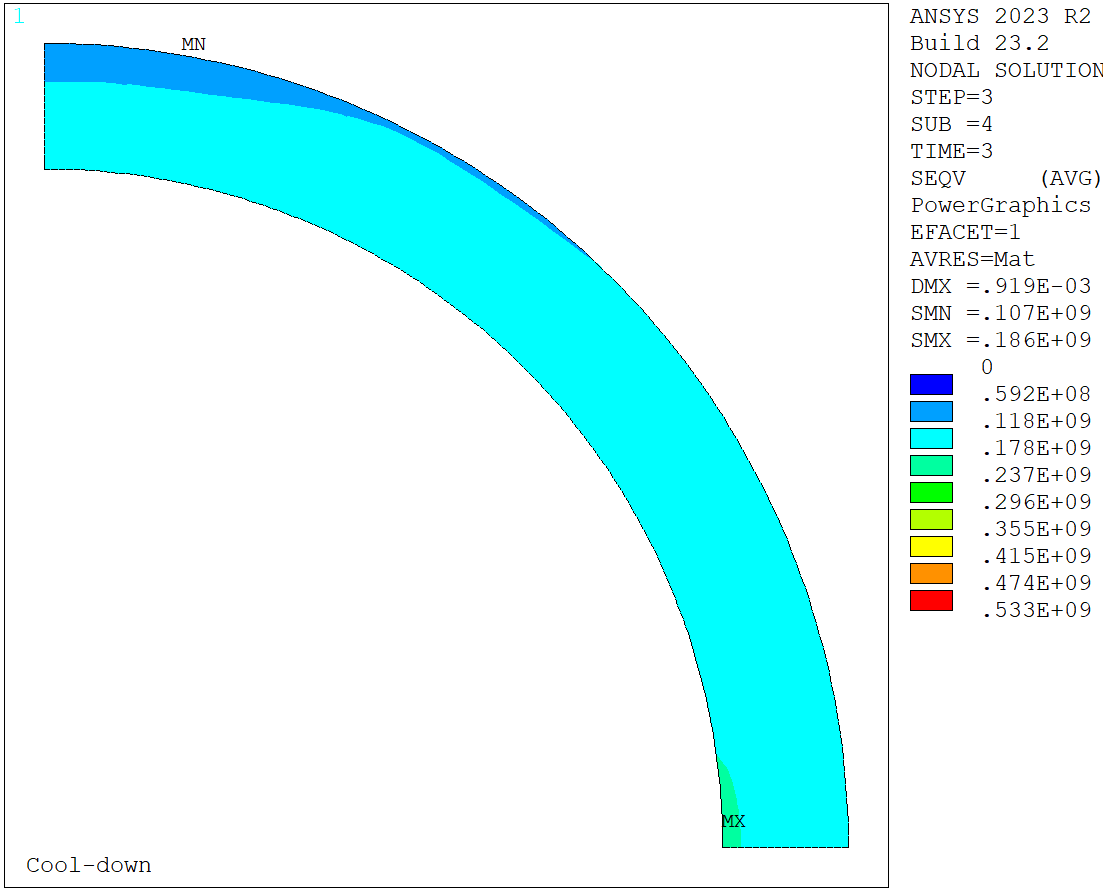 1
MN
MX
Cool-down
ANSYS 2023 R2
Build 23.2
NODAL SOLUTION
STEP=3
SUB =4
TIME=3
SEQV (AVG)
PowerGraphics
EFACET=1
AVRES=Mat
DMX =.919E-03
SMN =.107E+09
SMX =.186E+09
0
.592E+08
.118E+09
.178E+09
.237E+09
.296E+09
.355E+09
.415E+09
.474E+09
.533E+09